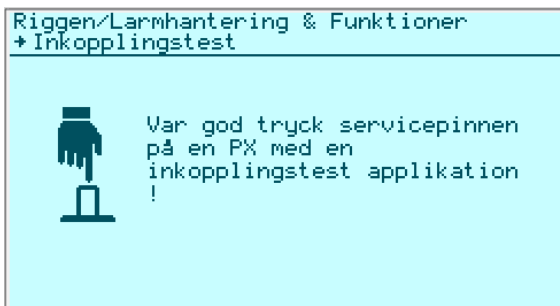 Riggen/Larmhantering & Funktioner
→Inkopplingstest
Var god tryck servicepinnen
på en PX med en
inkopplingstest applikation
!